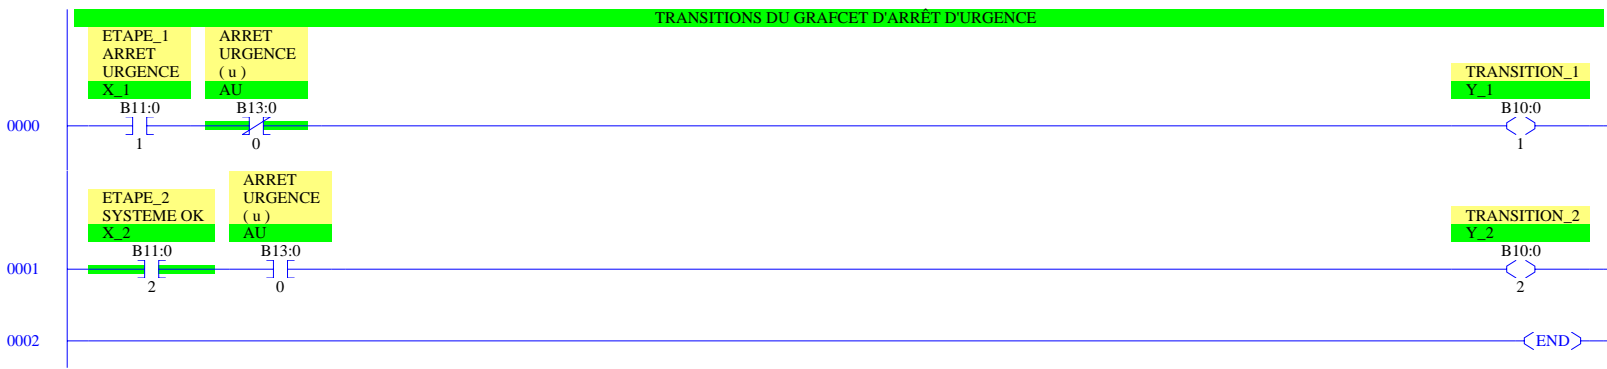 TRANSITIONS DU GRAFCET D'ARRÊT D'URGENCE
ETAPE_1
ARRET
URGENCE
X_1
B11:0
1
ARRET
URGENCE
( u )
AU
B13:0
0
TRANSITION_1
Y_1
B10:0
1
0000
ETAPE_2
SYSTEME OK
X_2
B11:0
2
ARRET
URGENCE
( u )
AU
B13:0
0
TRANSITION_2
Y_2
B10:0
2
0001
0002
END